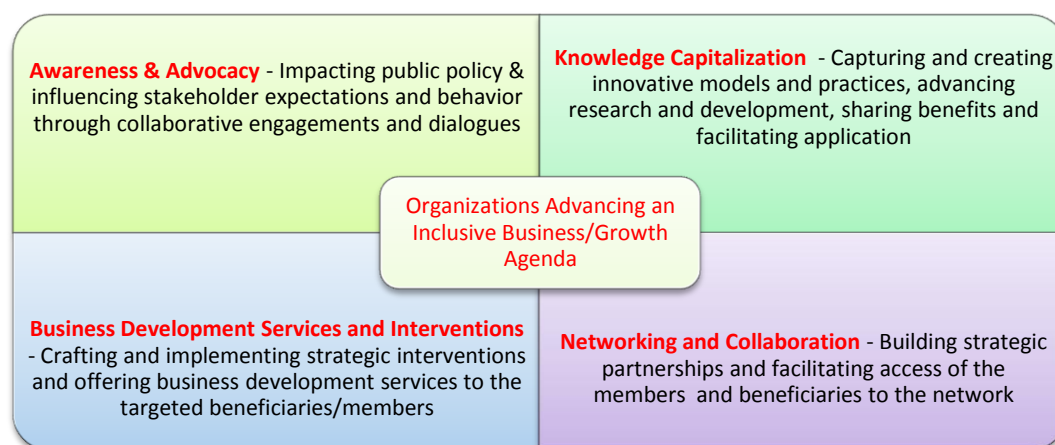 Awareness & Advocacy - Impacting public policy &
influencing stakeholder expectations and behavior
through collaborative engagements and dialogues
Knowledge Capitalization - Capturing and creating
innovative models and practices, advancing
research and development, sharing benefits and
facilitating application
Organizations Advancing an
Inclusive Business/Growth
Agenda
Business Development Services and Interventions
- Crafting and implementing strategic interventions
and offering business development services to the
targeted beneficiaries/members
Networking and Collaboration - Building strategic
partnerships and facilitating access of the
members and beneficiaries to the network